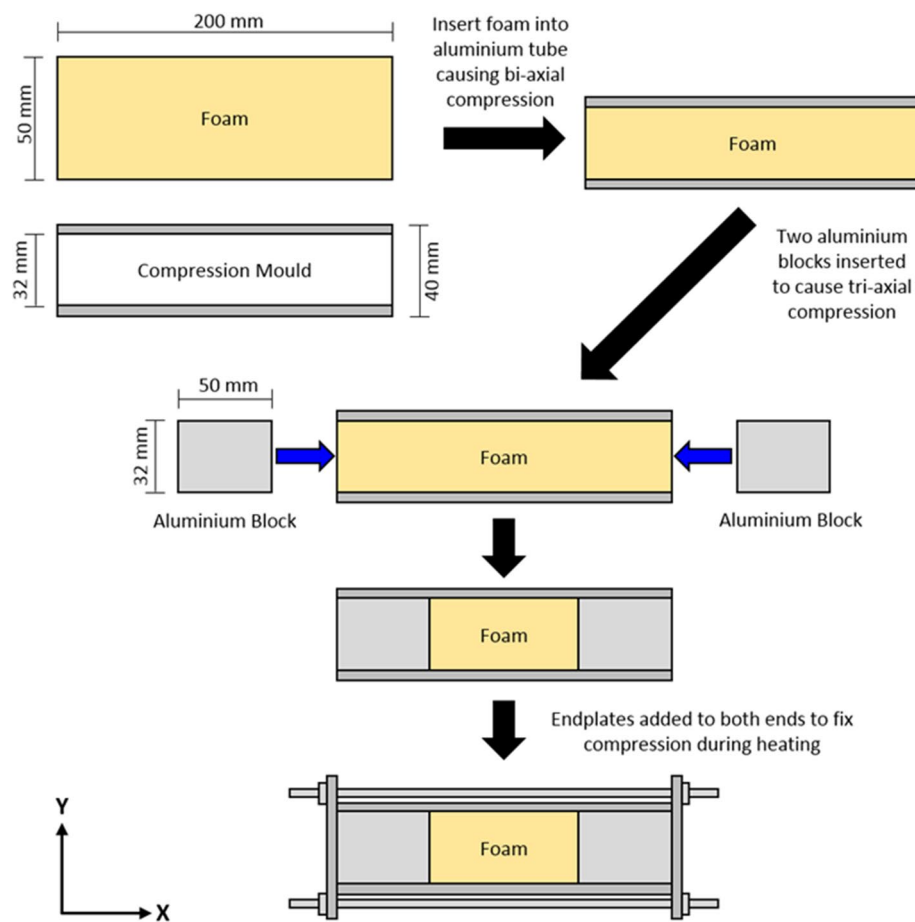 200 mm
50 mm
Foam
Insert foam into
aluminium tube
causing bi-axial
compression
Foam
32 mm
Compression Mould
40 mm
Two aluminium
blocks inserted
to cause tri-axial
compression
50 mm
32 mm
Foam
Aluminium Block
Aluminium Block
Foam
Endplates added to both ends to fix
compression during heating
Foam
Y
X